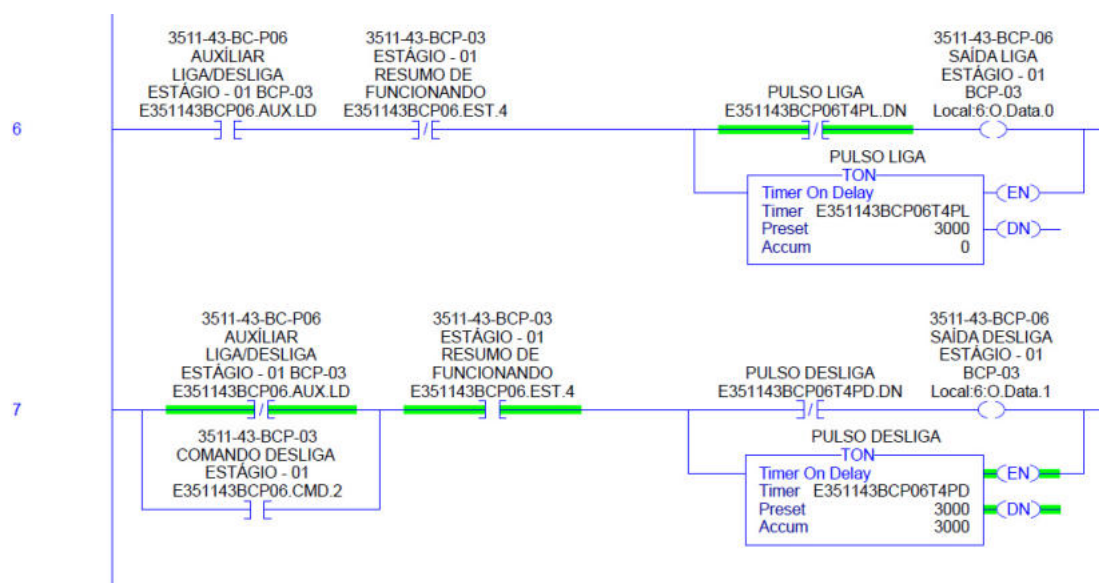 3511-43-BC-P06
AUXÍLIAR
LIGA/DESLIGA
ESTÁGIO - 01 BCP-03
E351143BCP06.AUX.LD
3511-43-BCP-03
ESTÁGIO - 01
RESUMO DE
FUNCIONANDO
E351143BCP06.EST.4
PULSO LIGA
E351143BCP06T4PL.DN
3511-43-BCP-06
SAÍDA LIGA
ESTÁGIO - 01
BCP-03
Local:6:O.Data.0
6
PULSO LIGA
TON
Timer On Delay
Timer E351143BCP06T4PL
Preset 3000
Accum 0
EN
DN
3511-43-BC-P06
AUXÍLIAR
LIGA/DESLIGA
ESTÁGIO - 01 BCP-03
E351143BCP06.AUX.LD
3511-43-BCP-03
ESTÁGIO - 01
RESUMO DE
FUNCIONANDO
E351143BCP06.EST.4
PULSO DESLIGA
E351143BCP06T4PD.DN
3511-43-BCP-06
SAÍDA DESLIGA
ESTÁGIO - 01
BCP-03
Local:6:O.Data.1
7
3511-43-BCP-03
COMANDO DESLIGA
ESTÁGIO - 01
E351143BCP06.CMD.2
PULSO DESLIGA
TON
Timer On Delay
Timer E351143BCP06T4PD
Preset 3000
Accum 3000
EN
DN